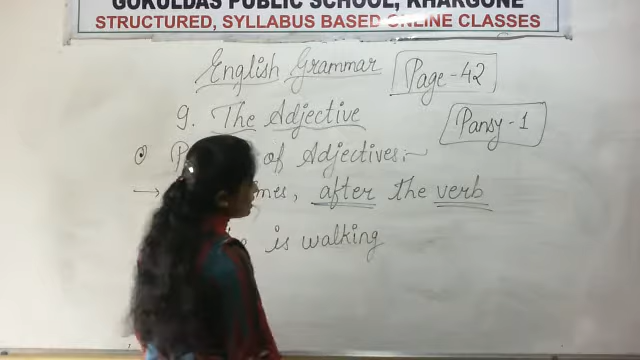 GOKULDAS PUBLIC SCHOOL, KHARGONE
STRUCTURED, SYLLABUS BASED ONLINE CLASSES
English Grammar
Page-42
9. The Adjective
Pansy-1
of Adjectives:-
→ after the verb
is walking